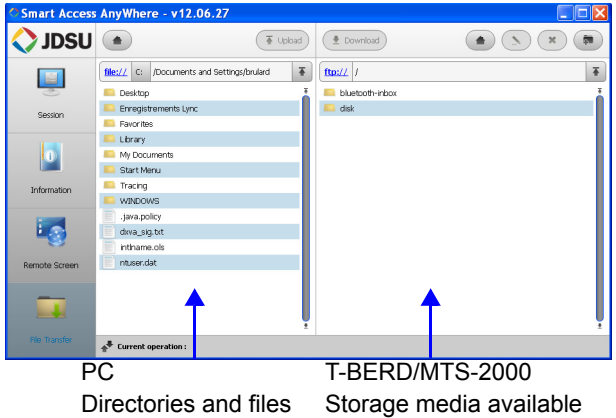 Smart Access AnyWhere - v12.06.27
JDSU
Upload
Download
Session
Information
Remote Screen
File Transfer
file:// C: /Documents and Settings/brulard
Desktop
Enregistrements Lync
Favorites
Library
My Documents
Start Menu
Tracing
WINDOWS
.java.policy
dxva_sig.txt
intlname.ols
ntuser.dat
ftp:// /
bluetooth-inbox
disk
Current operation :
PC
Directories and files
T-BERD/MTS-2000
Storage media available